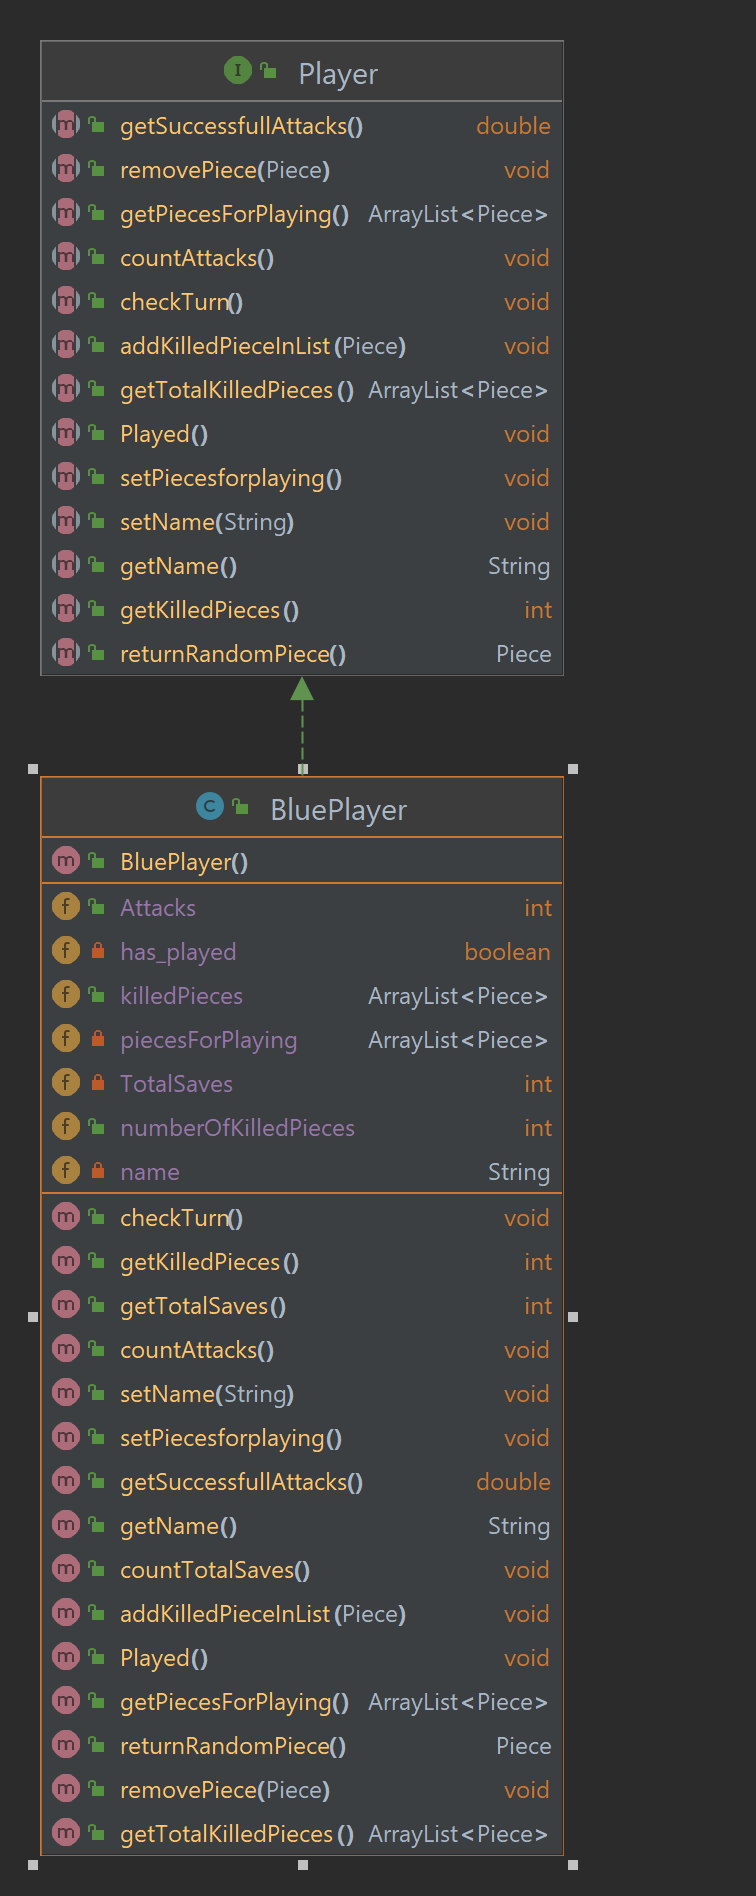 I Player
m getSuccessfullAttacks() double
m removePiece(Piece) void
m getPiecesForPlaying() ArrayList<Piece>
m countAttacks() void
m checkTurn() void
m addKilledPieceInList(Piece) void
m getTotalKilledPieces() ArrayList<Piece>
m Played() void
m setPiecesforplaying() void
m setName(String) void
m getName() String
m getKilledPieces() int
m returnRandomPiece() Piece
C BluePlayer
m BluePlayer()
f Attacks int
f has_played boolean
f killedPieces ArrayList<Piece>
f piecesForPlaying ArrayList<Piece>
f TotalSaves int
f numberOfKilledPieces int
f name String
m checkTurn() void
m getKilledPieces() int
m getTotalSaves() int
m countAttacks() void
m setName(String) void
m setPiecesforplaying() void
m getSuccessfullAttacks() double
m getName() String
m countTotalSaves() void
m addKilledPieceInList(Piece) void
m Played() void
m getPiecesForPlaying() ArrayList<Piece>
m returnRandomPiece() Piece
m removePiece(Piece) void
m getTotalKilledPieces() ArrayList<Piece>